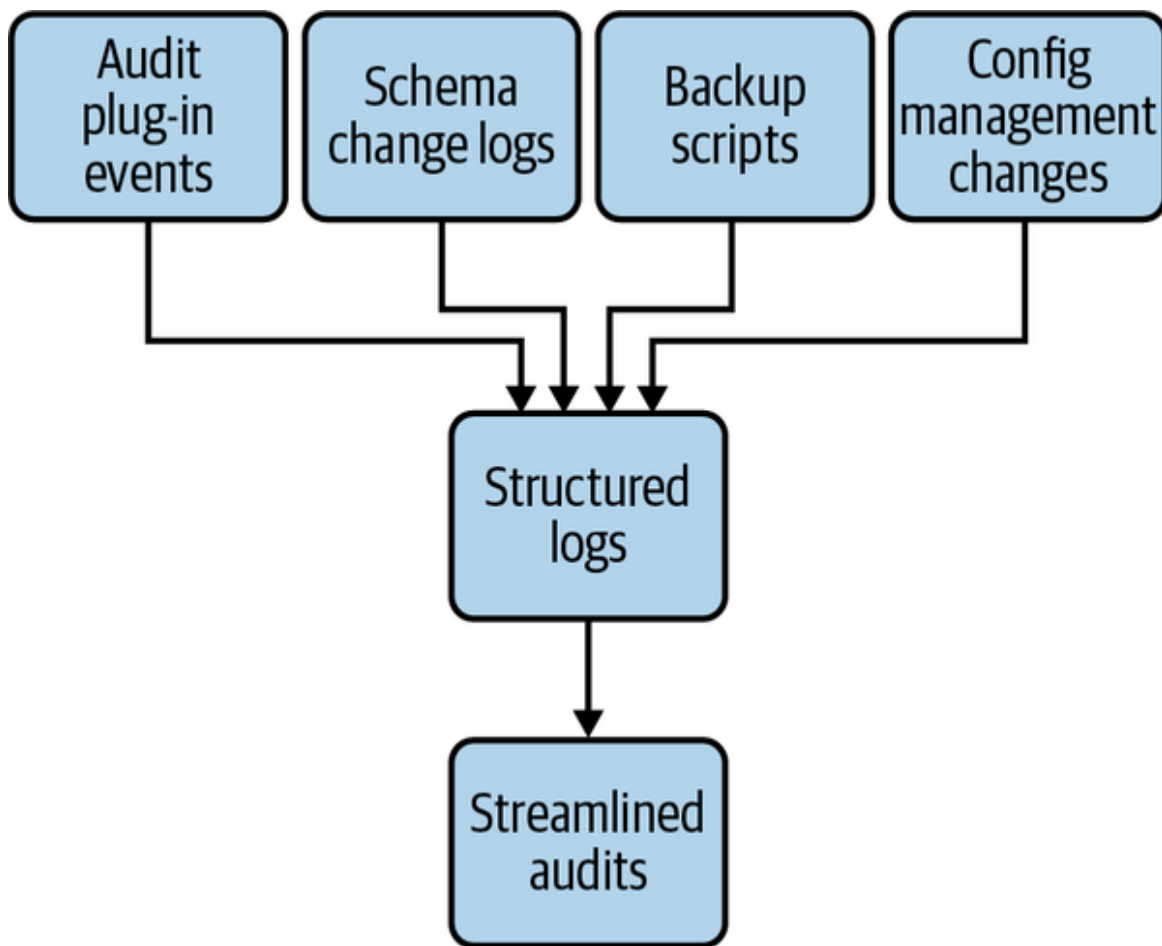 Audit
plug-in
events
Schema
change logs
Backup
scripts
Config
management
changes
Structured
logs
Streamlined
audits